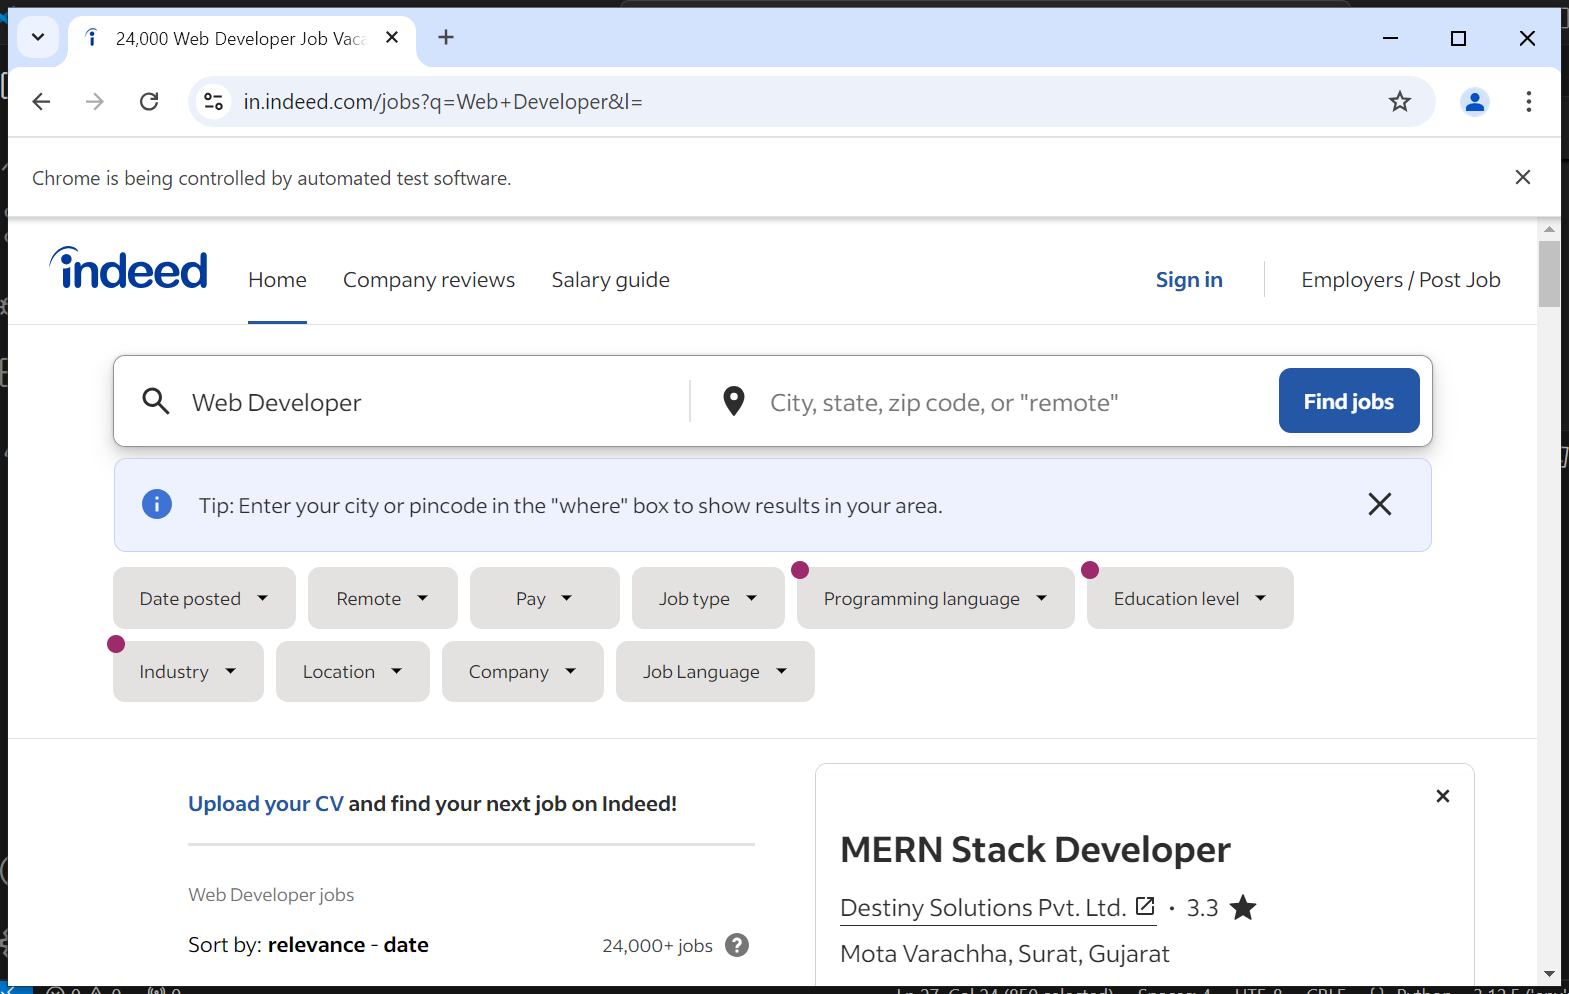 24,000 Web Developer Job Vaca
in.indeed.com/jobs?q=Web+Developer&l=
Chrome is being controlled by automated test software.
indeed
Home Company reviews Salary guide Sign in Employers / Post Job
Web Developer City, state, zip code, or "remote" Find jobs
Tip: Enter your city or pincode in the "where" box to show results in your area.
Date posted Remote Pay Job type Programming language Education level
Industry Location Company Job Language
Upload your CV and find your next job on Indeed!
Web Developer jobs
Sort by: relevance - date 24,000+ jobs ?
MERN Stack Developer
Destiny Solutions Pvt. Ltd. · 3.3
Mota Varachha, Surat, Gujarat